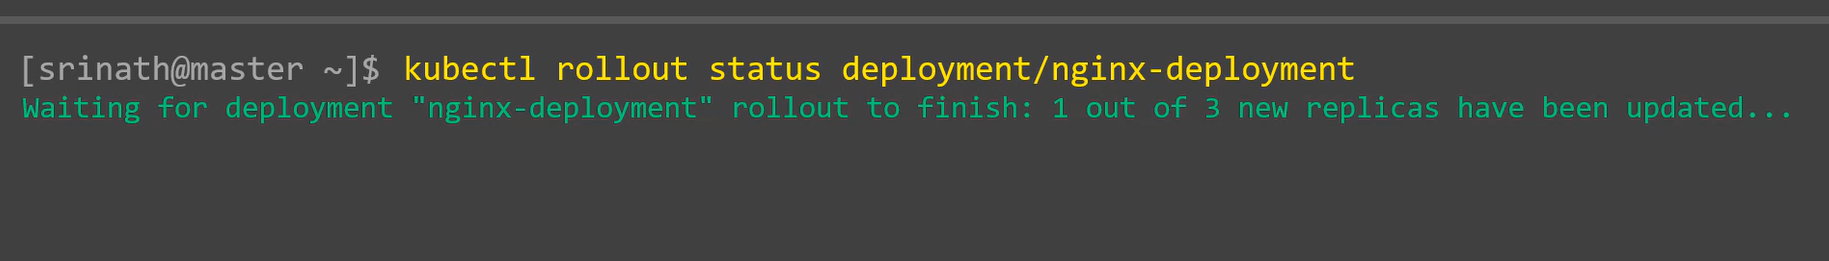 [srinath@master ~]$ kubectl rollout status deployment/nginx-deployment
Waiting for deployment "nginx-deployment" rollout to finish: 1 out of 3 new replicas have been updated...